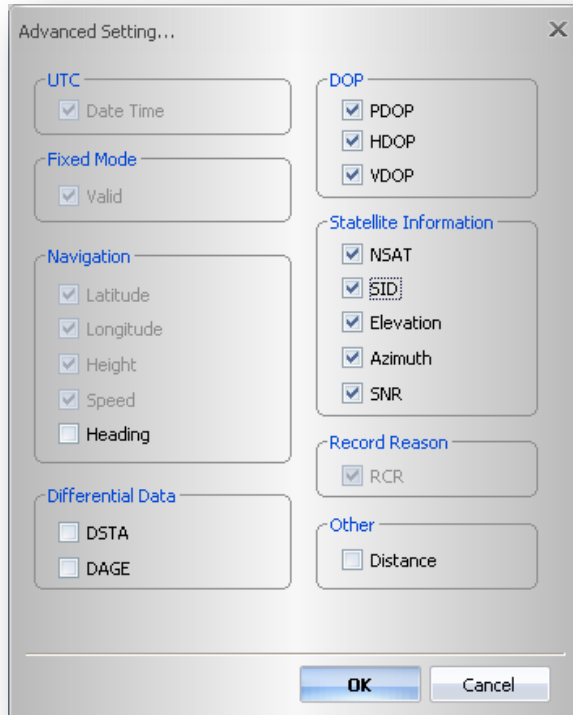 Advanced Setting...
UTC
Date Time
Fixed Mode
Valid
Navigation
Latitude
Longitude
Height
Speed
Heading
Differential Data
DSTA
DAGE
DOP
PDOP
HDOP
VDOP
Statellite Information
NSAT
SID
Elevation
Azimuth
SNR
Record Reason
RCR
Other
Distance
OK
Cancel